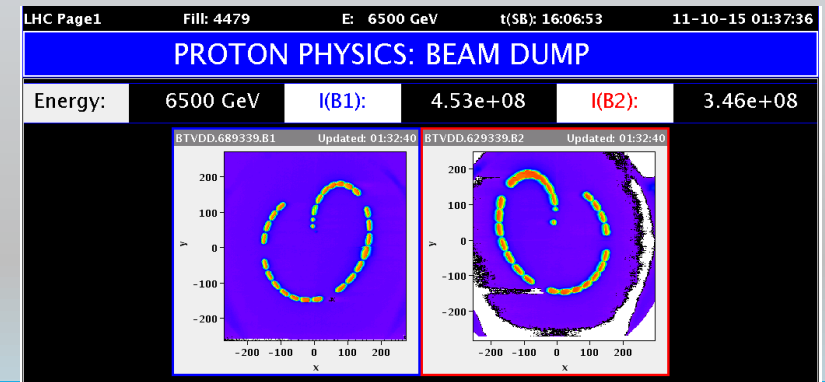 LHC Page1 Fill: 4479 E: 6500 GeV t(SB): 16:06:53 11-10-15 01:37:36
PROTON PHYSICS: BEAM DUMP
Energy: 6500 GeV I(B1): 4.53e+08 I(B2): 3.46e+08
BTVDD.689339.B1 Updated: 01:32:40 BTVDD.629339.B2 Updated: 01:32:40
200 200
100 100
y 0 y 0
-100 -100
-200 -200
-200 -100 0 100 200 -200 -100 0 100 200
x x